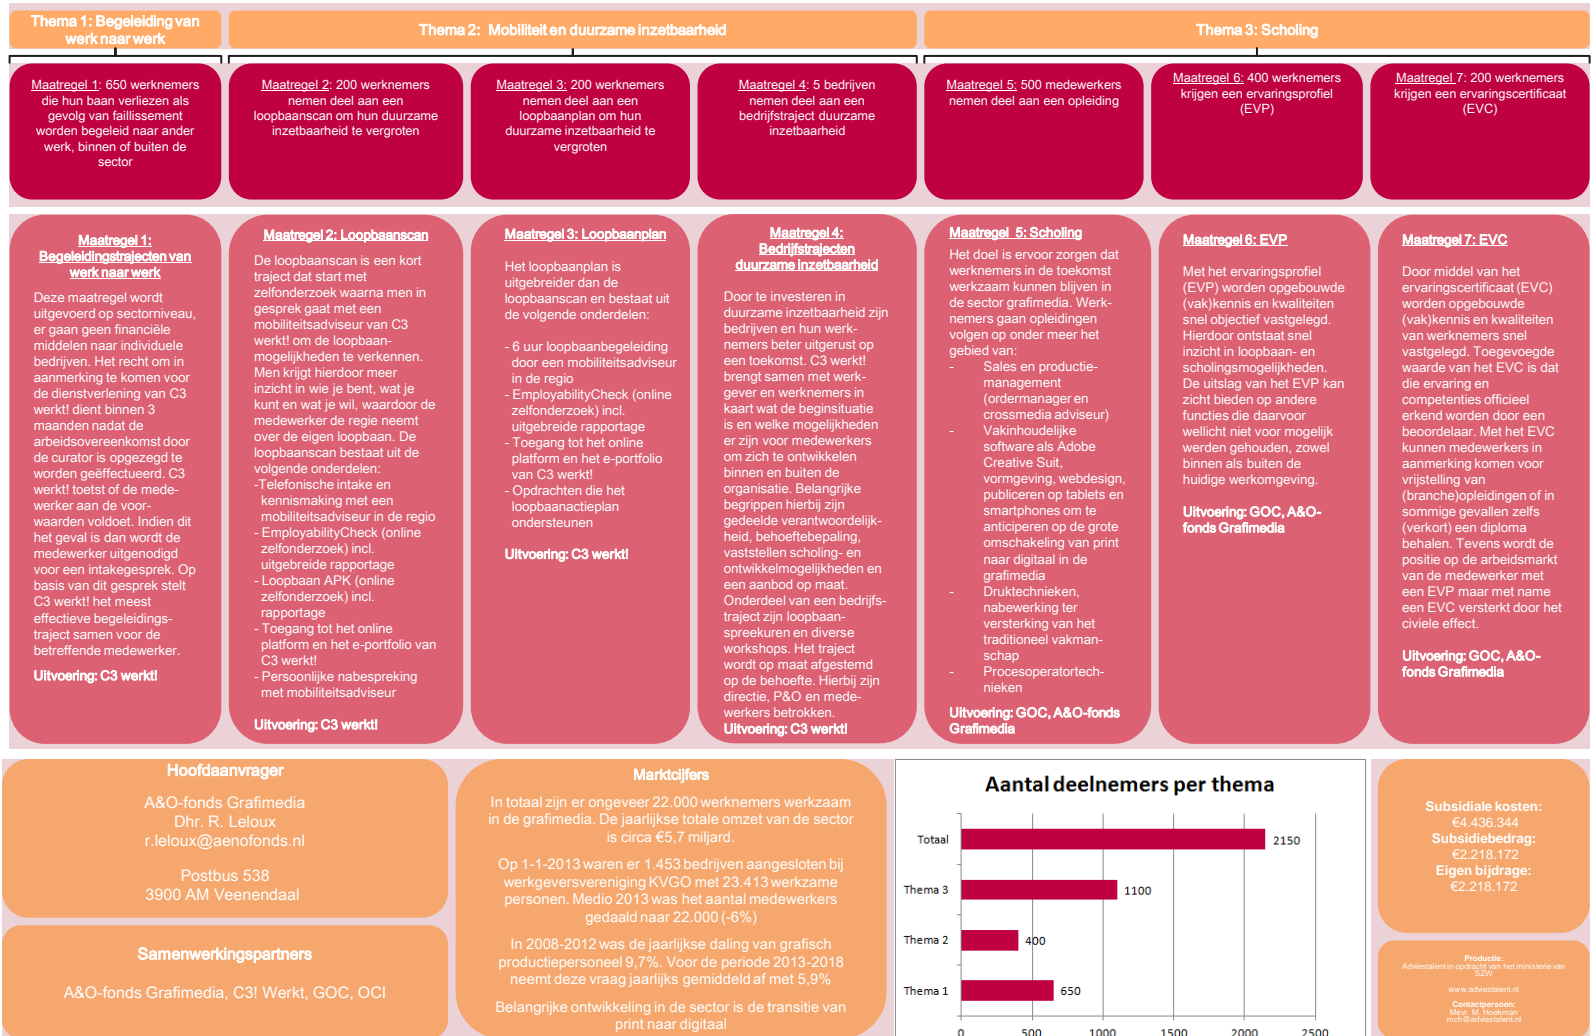 Thema 1: Begeleiding van
werk naar werk
Thema 2: Mobiliteit en duurzame inzetbaarheid
Thema 3: Scholing
Maatregel 1: 650 werknemers
die hun baan verliezen als
gevolg van faillissement
worden begeleid naar ander
werk, binnen of buiten de
sector
Maatregel 2: 200 werknemers
nemen deel aan een
loopbaanscan om hun duurzame
inzetbaarheid te vergroten
Maatregel 3: 200 werknemers
nemen deel aan een
loopbaanplan om hun
duurzame inzetbaarheid te
vergroten
Maatregel 4: 5 bedrijven
nemen deel aan een
bedrijfstraject duurzame
inzetbaarheid
Maatregel 5: 500 medewerkers
nemen deel aan een opleiding
Maatregel 6: 400 werknemers
krijgen een ervaringsprofiel
(EVP)
Maatregel 7: 200 werknemers
krijgen een ervaringscertificaat
(EVC)
Maatregel 1:
Begeleidingstrajecten van
werk naar werk
Deze maatregel wordt
uitgevoerd op sectorniveau,
er gaan geen financiële
middelen naar individuele
bedrijven. Het recht om in
aanmerking te komen voor
de dienstverlening van C3
werkt! dient binnen 3
maanden nadat de
arbeidsovereenkomst door
de curator is opgezegd te
worden geëffectueerd. C3
werkt! toetst of de mede-
werker aan de voor-
waarden voldoet. Indien dit
het geval is dan wordt de
medewerker uitgenodigd
voor een intakegesprek. Op
basis van dit gesprek stelt
C3 werkt! het meest
effectieve begeleidings-
traject samen voor de
betreffende medewerker.
Uitvoering: C3 werkt!
Maatregel 2: Loopbaanscan
De loopbaanscan is een kort
traject dat start met
zelfonderzoek waarna men in
gesprek gaat met een
mobiliteitsadviseur van C3
werkt! om de loopbaan-
mogelijkheden te verkennen.
Men krijgt hierdoor meer
inzicht in wie je bent, wat je
kunt en wat je wil, waardoor de
medewerker de regie neemt
over de eigen loopbaan. De
loopbaanscan bestaat uit de
volgende onderdelen:
-Telefonische intake en
kennismaking met een
mobiliteitsadviseur in de regio
- EmployabilityCheck (online
zelfonderzoek) incl.
uitgebreide rapportage
- Loopbaan APK (online
zelfonderzoek) incl.
rapportage
- Toegang tot het online
platform en het e-portfolio van
C3 werkt!
- Persoonlijke nabespreking
met mobiliteitsadviseur
Uitvoering: C3 werkt!
Maatregel 3: Loopbaanplan
Het loopbaanplan is
uitgebreider dan de
loopbaanscan en bestaat uit
de volgende onderdelen:
- 6 uur loopbaanbegeleiding
door een mobiliteitsadviseur
in de regio
- EmployabilityCheck (online
zelfonderzoek) incl.
uitgebreide rapportage
- Toegang tot het online
platform en het e-portfolio
van C3 werkt!
- Opdrachten die het
loopbaanactieplan
ondersteunen
Uitvoering: C3 werkt!
Maatregel 4:
Bedrijfstrajecten
duurzame inzetbaarheid
Door te investeren in
duurzame inzetbaarheid zijn
bedrijven en hun werk-
nemers beter uitgerust op
een toekomst. C3 werkt!
brengt samen met werk-
gever en werknemers in
kaart wat de beginsituatie
is en welke mogelijkheden
er zijn voor medewerkers
om zich te ontwikkelen
binnen en buiten de
organisatie. Belangrijke
begrippen hierbij zijn
gedeelde verantwoordelijk-
heid, behoeftebepaling,
vaststellen scholing- en
ontwikkelmogelijkheden en
een aanbod op maat.
Onderdeel van een bedrijfs-
traject zijn loopbaan-
spreekuren en diverse
workshops. Het traject
wordt op maat afgestemd
op de behoefte. Hierbij zijn
directie, P&O en mede-
werkers betrokken.
Uitvoering: C3 werkt!
Maatregel 5: Scholing
Het doel is ervoor zorgen dat
werknemers in de toekomst
werkzaam kunnen blijven in
de sector grafimedia. Werk-
nemers gaan opleidingen
volgen op onder meer het
gebied van:
- Sales en productie-
management
(ordermanager en
crossmedia adviseur)
- Vakinhoudelijke
software als Adobe
Creative Suit,
vormgeving, webdesign,
publiceren op tablets en
smartphones om te
anticiperen op de grote
omschakeling van print
naar digitaal in de
grafimedia
- Druktechnieken,
nabewerking ter
versterking van het
traditioneel vakman-
schap
- Procesoperatortech-
nieken
Uitvoering: GOC, A&O-fonds
Grafimedia
Maatregel 6: EVP
Met het ervaringsprofiel
(EVP) worden opgebouwde
(vak)kennis en kwaliteiten
snel objectief vastgelegd.
Hierdoor ontstaat snel
inzicht in loopbaan- en
scholingsmogelijkheden.
De uitslag van het EVP kan
zicht bieden op andere
functies die daarvoor
wellicht niet voor mogelijk
werden gehouden, zowel
binnen als buiten de
huidige werkomgeving.
Uitvoering: GOC, A&O-
fonds Grafimedia
Maatregel 7: EVC
Door middel van het
ervaringscertificaat (EVC)
worden opgebouwde
(vak)kennis en kwaliteiten
van werknemers snel
vastgelegd. Toegevoegde
waarde van het EVC is dat
die ervaring en
competenties officieel
erkend worden door een
beoordelaar. Met het EVC
kunnen medewerkers in
aanmerking komen voor
vrijstelling van
(branche)opleidingen of in
sommige gevallen zelfs
(verkort) een diploma
behalen. Tevens wordt de
positie op de arbeidsmarkt
van de medewerker met
een EVP maar met name
een EVC versterkt door het
civiele effect.
Uitvoering: GOC, A&O-
fonds Grafimedia
Hoofdaanvrager
A&O-fonds Grafimedia
Dhr. R. Leloux
r.leloux@aenofonds.nl
Postbus 538
3900 AM Veenendaal
Samenwerkingspartners
A&O-fonds Grafimedia, C3! Werkt, GOC, OCI
Marktcijfers
In totaal zijn er ongeveer 22.000 werknemers werkzaam
in de grafimedia. De jaarlijkse totale omzet van de sector
is circa €5,7 miljard.
Op 1-1-2013 waren er 1.453 bedrijven aangesloten bij
werkgeversvereniging KVGO met 23.413 werkzame
personen. Medio 2013 was het aantal medewerkers
gedaald naar 22.000 (-6%)
In 2008-2012 was de jaarlijkse daling van grafisch
productiepersoneel 9,7%. Voor de periode 2013-2018
neemt deze vraag jaarlijks gemiddeld af met 5,9%
Belangrijke ontwikkeling in de sector is de transitie van
print naar digitaal
Aantal deelnemers per thema
Totaal 2150
Thema 3 1100
Thema 2 400
Thema 1 650
0 500 1000 1500 2000 2500
Subsidiale kosten:
€4.436.344
Subsidiebedrag:
€2.218.172
Eigen bijdrage:
€2.218.172
Productie:
Adviestalent in opdracht van het ministerie van
SZW
www.adviestalent.nl
Contactpersoon:
Mevr. M. Hoekman
mch@adviestalent.nl